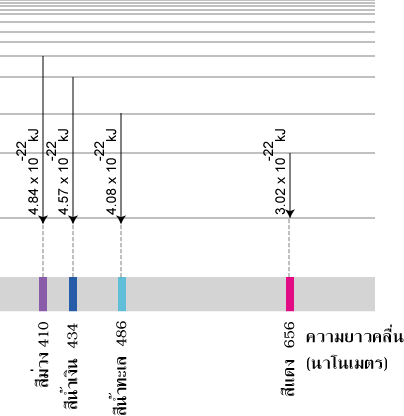 4.84 x 10⁻²² kJ
4.57 x 10⁻²² kJ
4.08 x 10⁻²² kJ
3.02 x 10⁻²² kJ
สีม่วง 410
สีน้ำเงิน 434
สีน้ำทะเล 486
สีแดง 656
ความยาวคลื่น
(นาโนเมตร)